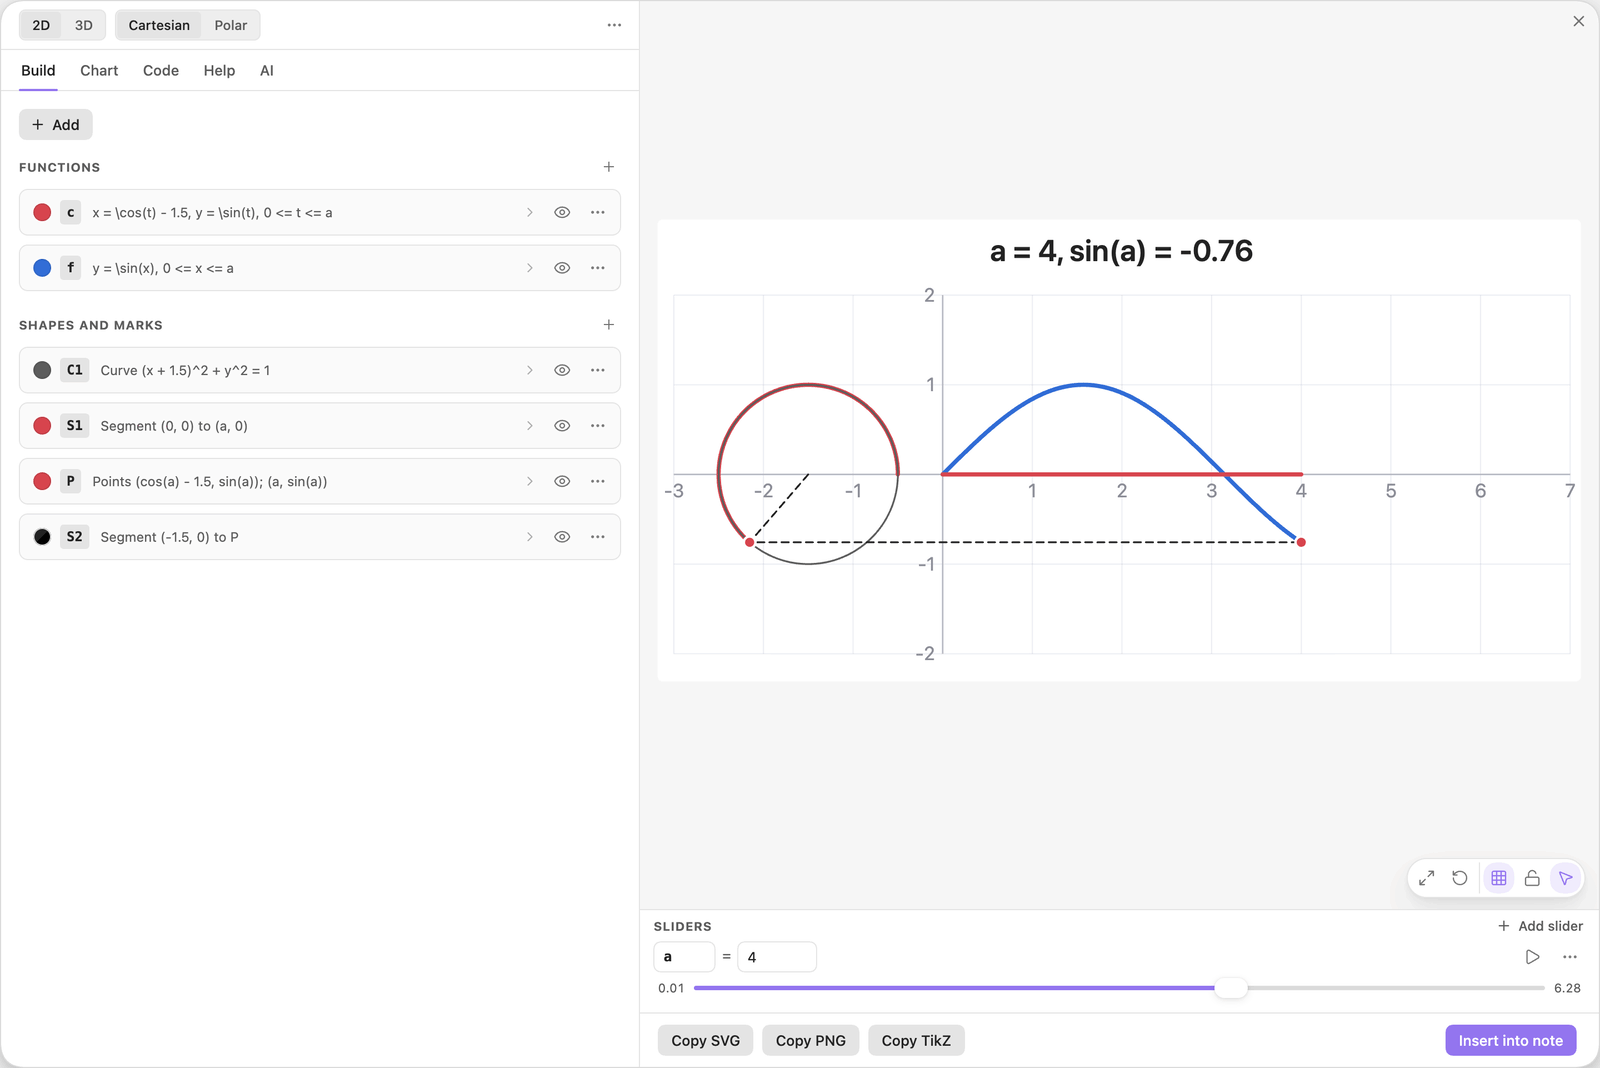 2D 3D Cartesian Polar
Build Chart Code Help AI
+ Add
FUNCTIONS
c x = \cos(t) - 1.5, y = \sin(t), 0 <= t <= a
f y = \sin(x), 0 <= x <= a
SHAPES AND MARKS
C1 Curve (x + 1.5)^2 + y^2 = 1
S1 Segment (0, 0) to (a, 0)
P Points (cos(a) - 1.5, sin(a)); (a, sin(a))
S2 Segment (-1.5, 0) to P
a = 4, sin(a) = -0.76
2
1
-3 -2 -1 1 2 3 4 5 6 7
-1
-2
SLIDERS
+ Add slider
a = 4
0.01 6.28
Copy SVG Copy PNG Copy TikZ
Insert into note